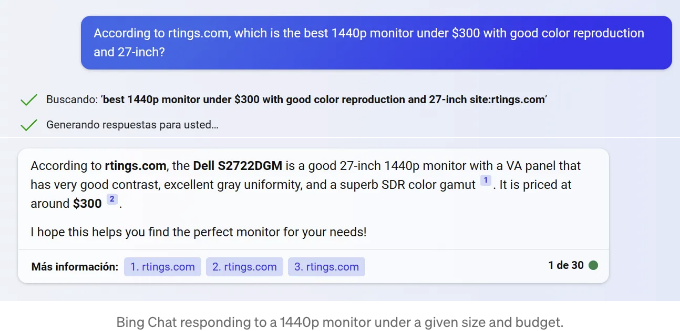 According to rtings.com, which is the best 1440p monitor under $300 with good color reproduction
and 27-inch?
Buscando: 'best 1440p monitor under $300 with good color reproduction and 27-inch site:rtings.com'
Generando respuestas para usted...
According to rtings.com, the Dell S2722DGM is a good 27-inch 1440p monitor with a VA panel that
has very good contrast, excellent gray uniformity, and a superb SDR color gamut 1 . It is priced at
around $300 2 .
I hope this helps you find the perfect monitor for your needs!
Más información: 1. rtings.com 2. rtings.com 3. rtings.com 1 de 30
Bing Chat responding to a 1440p monitor under a given size and budget.